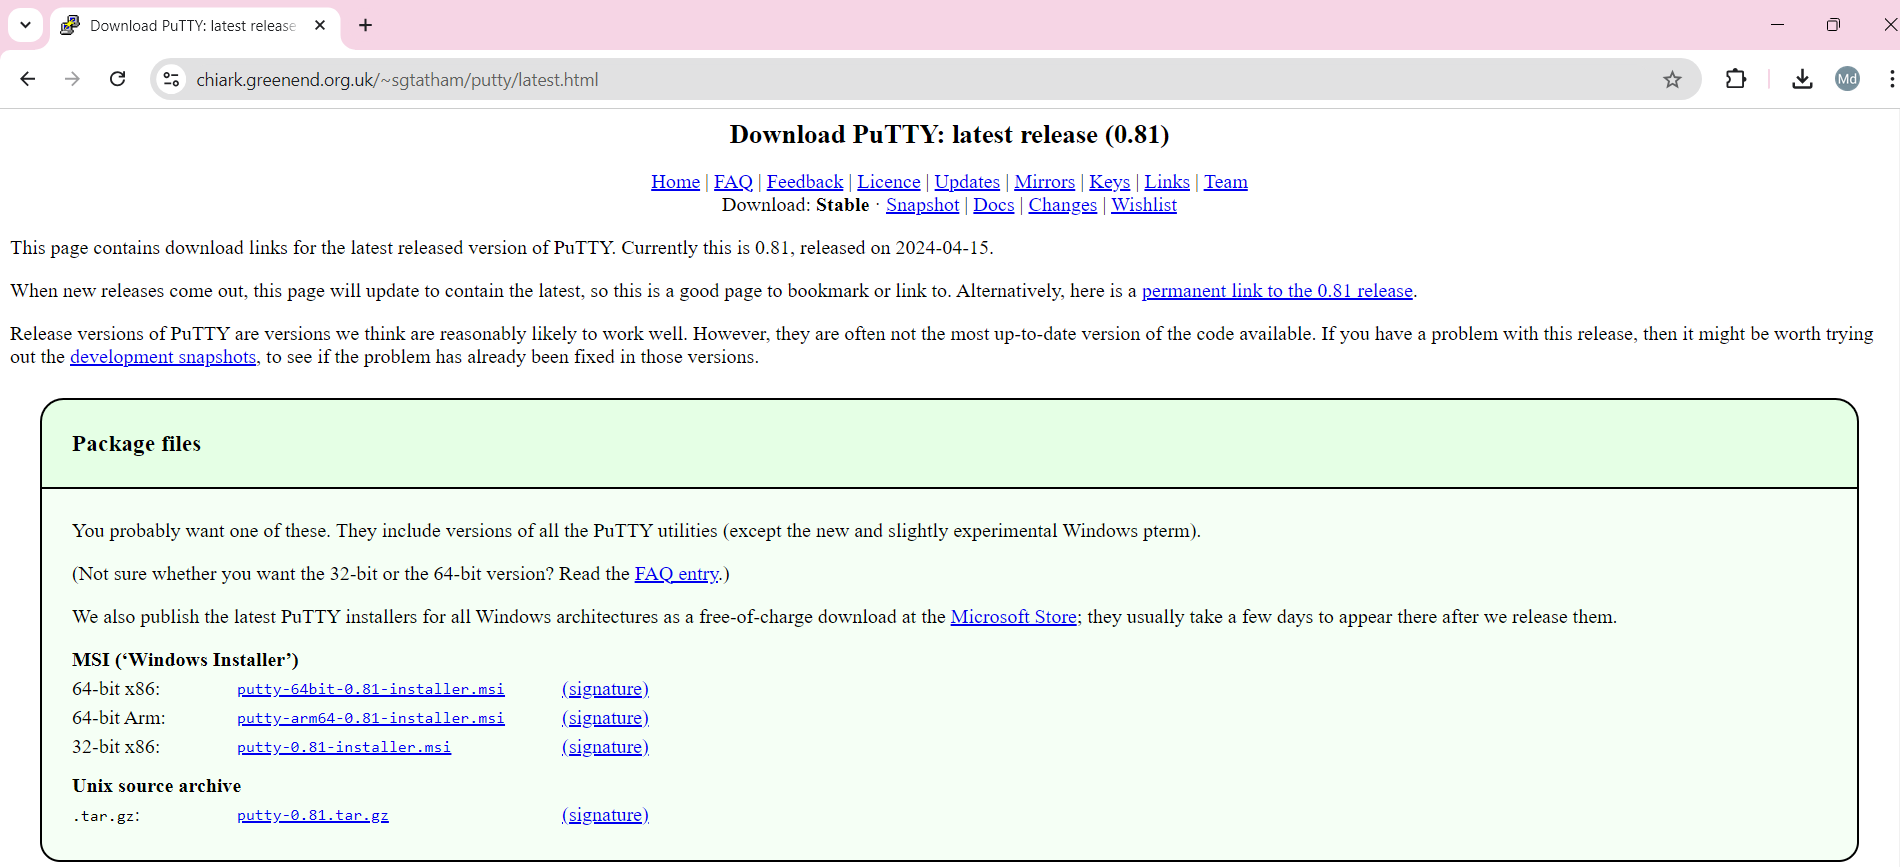 Download PuTTY: latest release
chiark.greenend.org.uk/~sgtatham/putty/latest.html
Md
Download PuTTY: latest release (0.81)
Home | FAQ | Feedback | Licence | Updates | Mirrors | Keys | Links | Team
Download: Stable · Snapshot | Docs | Changes | Wishlist
This page contains download links for the latest released version of PuTTY. Currently this is 0.81, released on 2024-04-15.
When new releases come out, this page will update to contain the latest, so this is a good page to bookmark or link to. Alternatively, here is a permanent link to the 0.81 release.
Release versions of PuTTY are versions we think are reasonably likely to work well. However, they are often not the most up-to-date version of the code available. If you have a problem with this release, then it might be worth trying
out the development snapshots, to see if the problem has already been fixed in those versions.
Package files
You probably want one of these. They include versions of all the PuTTY utilities (except the new and slightly experimental Windows pterm).
(Not sure whether you want the 32-bit or the 64-bit version? Read the FAQ entry.)
We also publish the latest PuTTY installers for all Windows architectures as a free-of-charge download at the Microsoft Store; they usually take a few days to appear there after we release them.
MSI (‘Windows Installer’)
64-bit x86: putty-64bit-0.81-installer.msi (signature)
64-bit Arm: putty-arm64-0.81-installer.msi (signature)
32-bit x86: putty-0.81-installer.msi (signature)
Unix source archive
.tar.gz: putty-0.81.tar.gz (signature)